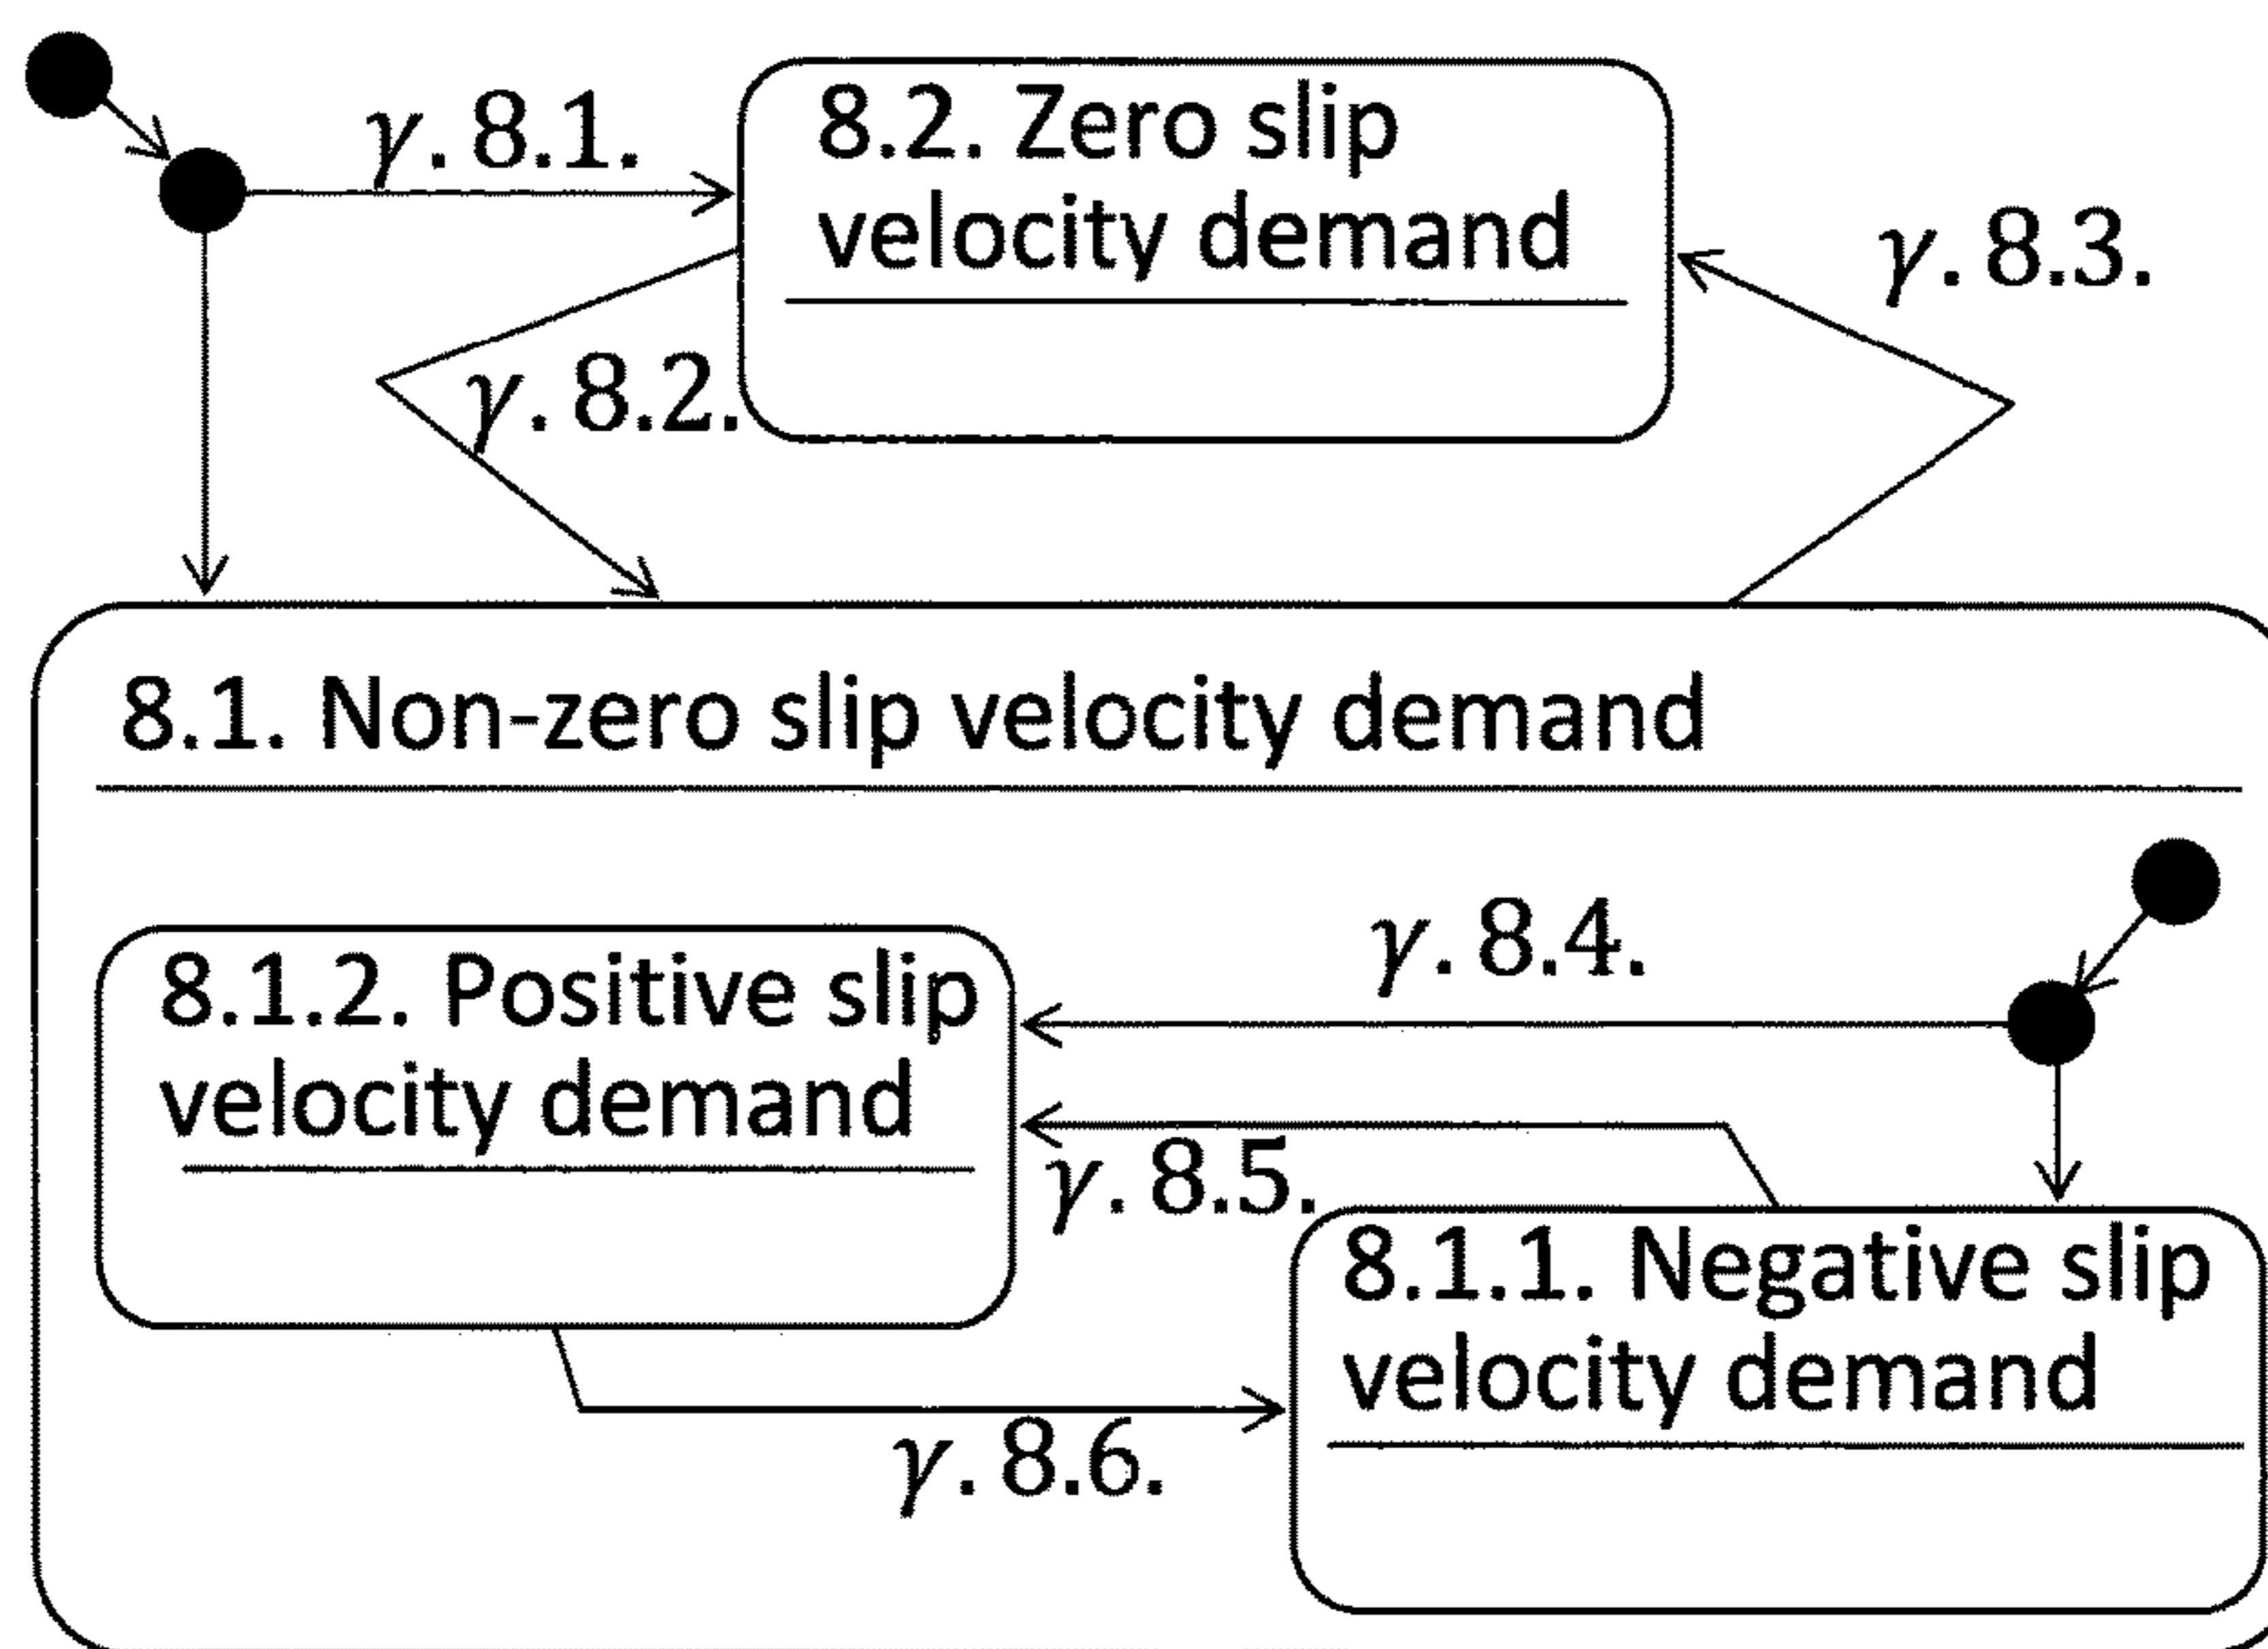 γ. 8.1.
8.2. Zero slip
velocity demand
γ. 8.3.
γ. 8.2.
8.1. Non-zero slip velocity demand
γ. 8.4.
8.1.2. Positive slip
velocity demand
γ. 8.5.
8.1.1. Negative slip
velocity demand
γ. 8.6.